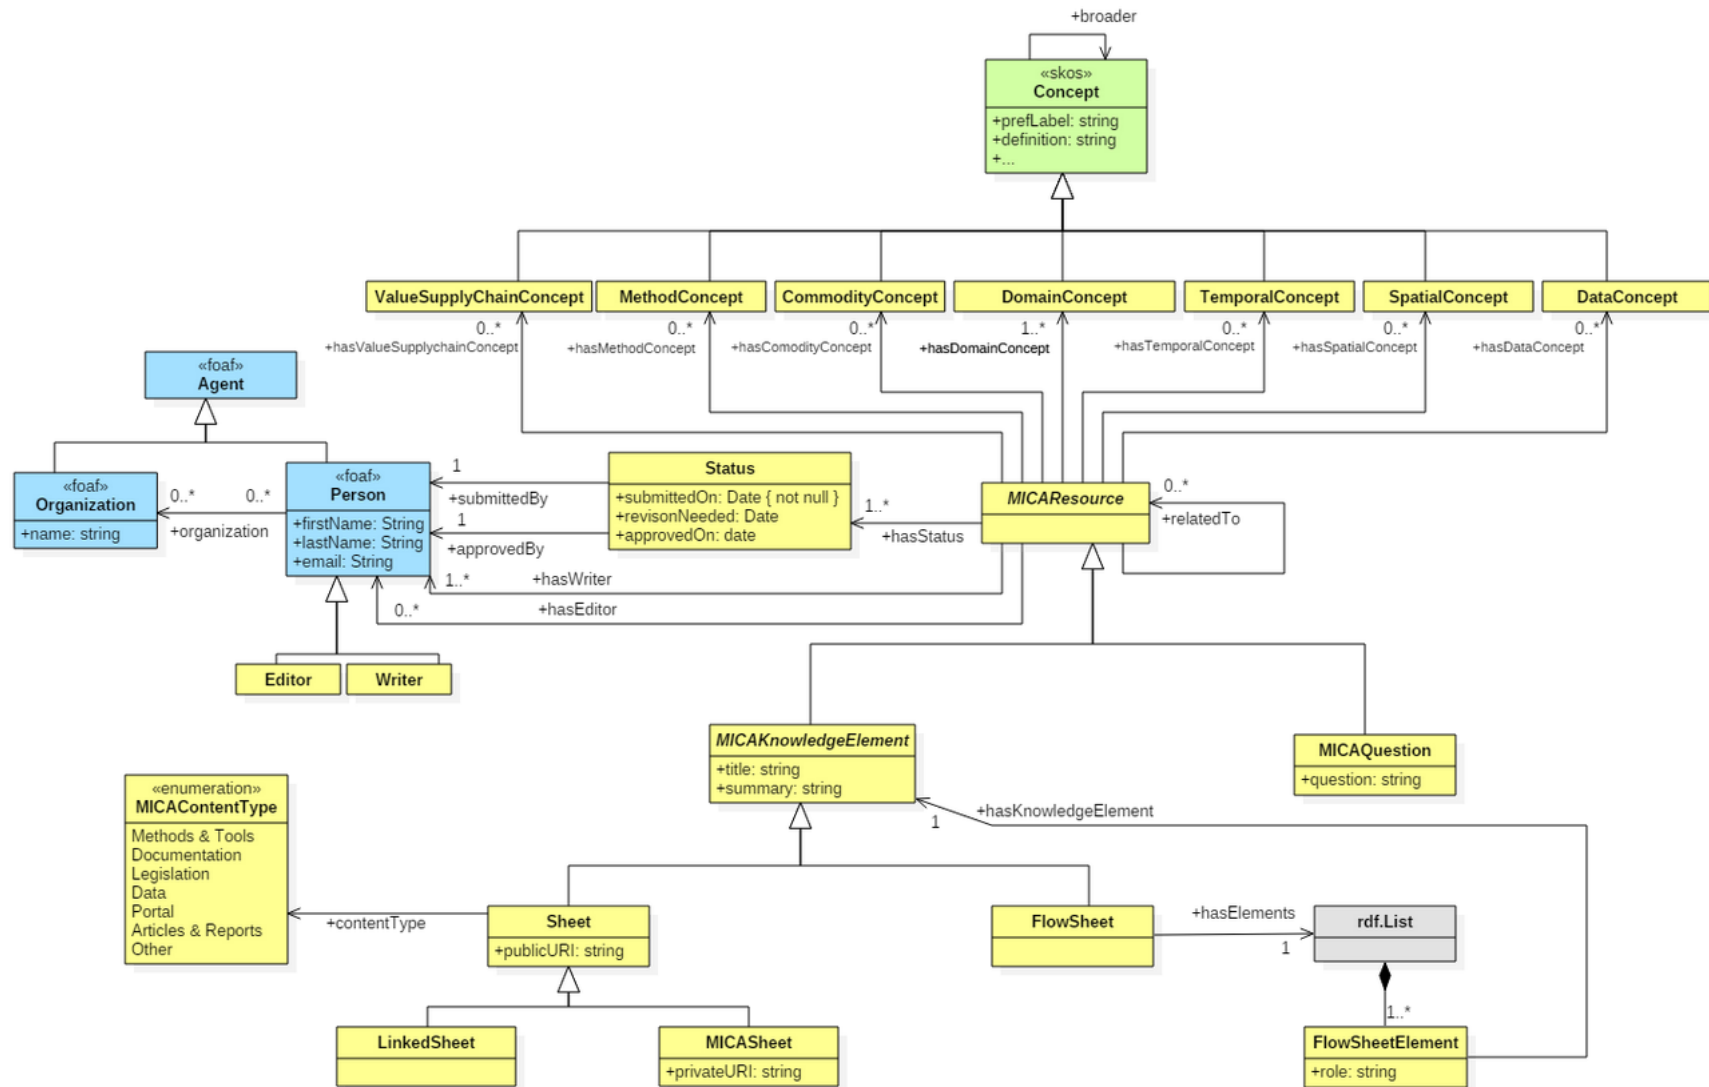 +broader
«skos»
Concept
+prefLabel: string
+definition: string
+...
ValueSupplyChainConcept
MethodConcept
CommodityConcept
DomainConcept
TemporalConcept
SpatialConcept
DataConcept
0..*
0..*
0..*
1..*
0..*
0..*
0..*
+hasValueSupplychainConcept
+hasMethodConcept
+hasComodityConcept
+hasDomainConcept
+hasTemporalConcept
+hasSpatialConcept
+hasDataConcept
«foaf»
Agent
«foaf»
Organization
+name: string
0..*
0..*
+organization
«foaf»
Person
+firstName: String
+lastName: String
+email: String
1
+submittedBy
1
+approvedBy
Status
+submittedOn: Date { not null }
+revisonNeeded: Date
+approvedOn: date
1..*
+hasStatus
MICAResource
0..*
+relatedTo
1..*
+hasWriter
0..*
+hasEditor
Editor
Writer
MICAKnowledgeElement
+title: string
+summary: string
MICAQuestion
+question: string
+hasKnowledgeElement
1
«enumeration»
MICAContentType
Methods & Tools
Documentation
Legislation
Data
Portal
Articles & Reports
Other
+contentType
Sheet
+publicURI: string
FlowSheet
+hasElements
1
rdf.List
1..*
LinkedSheet
MICASheet
+privateURI: string
FlowSheetElement
+role: string